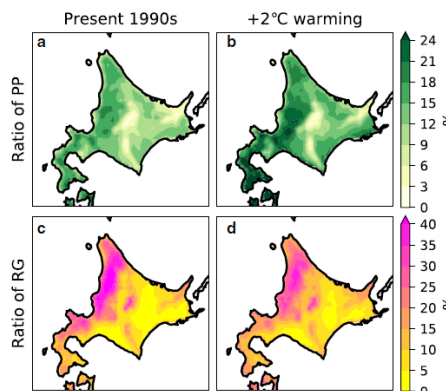 Present 1990s
+2℃ warming
Ratio of PP
a
b
24
21
18
15
12
9
6
3
0
%
Ratio of RG
c
d
40
35
30
25
20
15
10
5
0
%